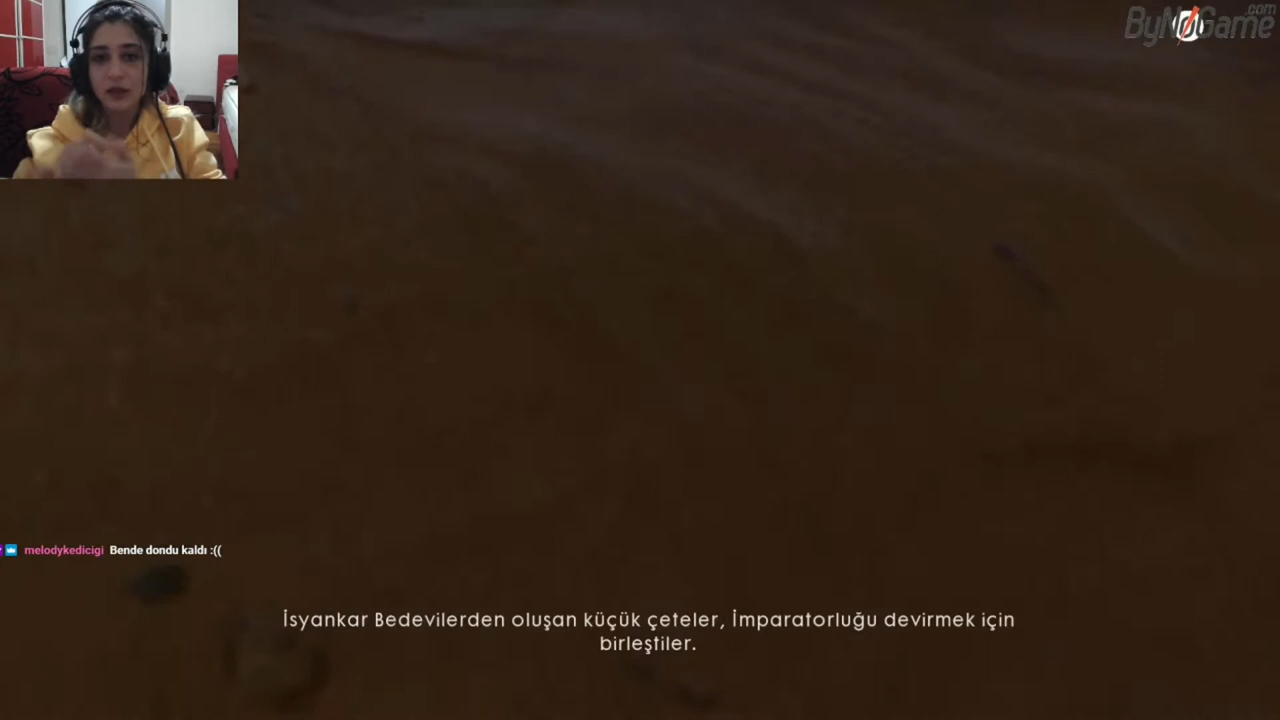 ByNoGame
.com
melodykedicigi Bende dondu kaldı :((
İsyankar Bedevilerden oluşan küçük çeteler, İmparatorluğu devirmek için
birleştiler.